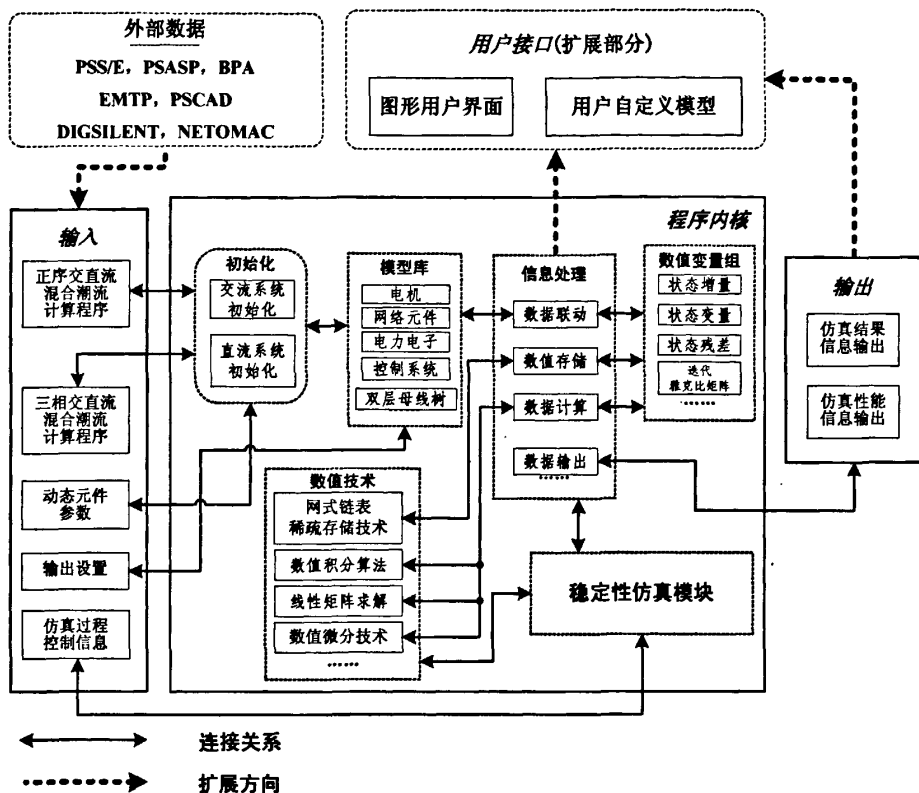 外部数据
PSS/E，PSASP，BPA
EMTP，PSCAD
DIGSILENT，NETOMAC
用户接口(扩展部分)
图形用户界面
用户自定义模型
输入
正序交直流
混合潮流
计算程序
三相交直流
混合潮流
计算程序
动态元件
参数
输出设置
仿真过程
控制信息
程序内核
初始化
交流系统
初始化
直流系统
初始化
模型库
电机
网络元件
电力电子
控制系统
双层母线树
信息处理
数据联动
数值存储
数据计算
数据输出
……
数值变量组
状态增量
状态变量
状态残差
迭代
雅克比矩阵
……
数值技术
网式链表
稀疏存储技术
数值积分算法
线性矩阵求解
数值微分技术
……
稳定性仿真模块
输出
仿真结果
信息输出
仿真性能
信息输出
连接关系
扩展方向